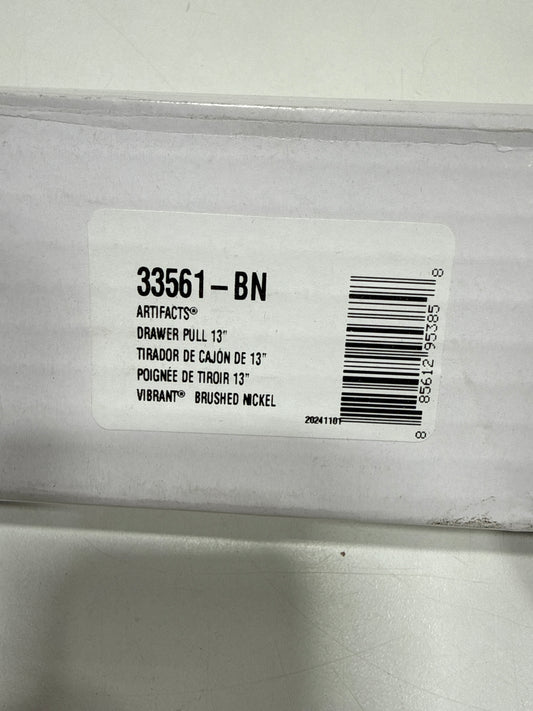 33561-BN
ARTIFACTS®
DRAWER PULL 13"
TIRADOR DE CAJÓN DE 13"
POIGNÉE DE TIROIR 13"
VIBRANT® BRUSHED NICKEL
20241101
8 85612 95385 8